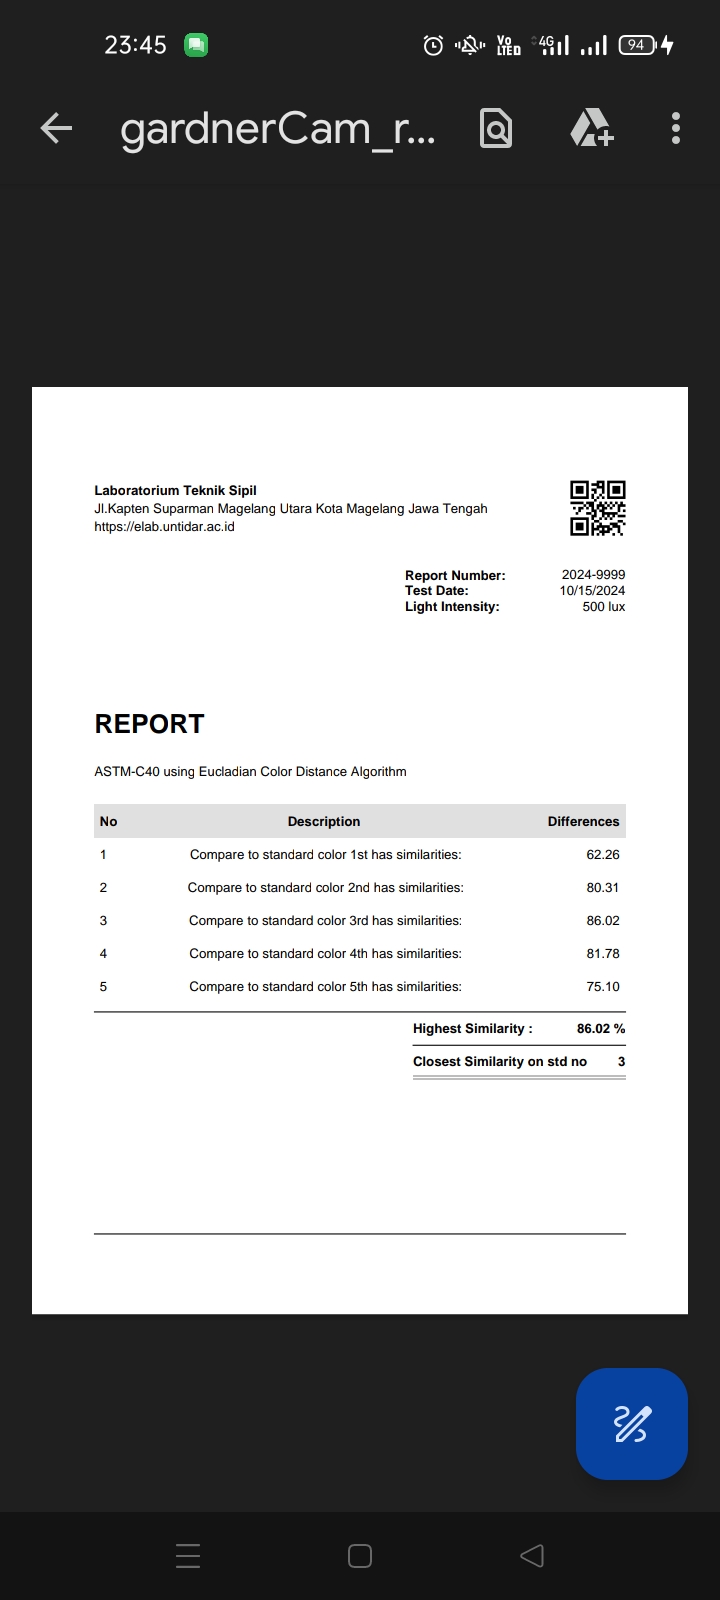 23:45
Vo LTED 4G 94
gardnerCam_r...
Laboratorium Teknik Sipil
Jl.Kapten Suparman Magelang Utara Kota Magelang Jawa Tengah
https://elab.untidar.ac.id
Report Number: 2024-9999
Test Date: 10/15/2024
Light Intensity: 500 lux
REPORT
ASTM-C40 using Eucladian Color Distance Algorithm
No Description Differences
1 Compare to standard color 1st has similarities: 62.26
2 Compare to standard color 2nd has similarities: 80.31
3 Compare to standard color 3rd has similarities: 86.02
4 Compare to standard color 4th has similarities: 81.78
5 Compare to standard color 5th has similarities: 75.10
Highest Similarity : 86.02 %
Closest Similarity on std no 3